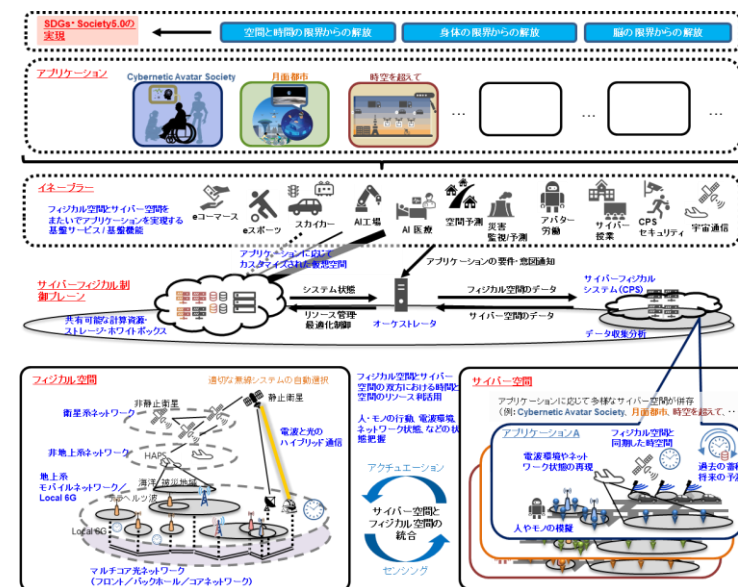 SDGs・Society5.0の
実現
空間と時間の限界からの解放
身体の限界からの解放
脳の限界からの解放
アプリケーション
Cybernetic Avatar Society
月面都市
時空を超えて
…
…
…
イネーブラー
フィジカル空間とサイバー空間を
またいでアプリケーションを実現する
基盤サービス/基盤機能
eコーマース
eスポーツ
スカイカー
AI工場
AI 医療
空間予測
災害
監視/予測
アバター
労働
サイバー
授業
CPS
セキュリティ
宇宙通信
アプリケーションに応じて
カスタマイズされた仮想空間
アプリケーションの要件・意図通知
サイバーフィジカル制
御プレーン
システム状態
リソース管理・
最適化制御
オーケストレータ
フィジカル空間のデータ
サイバー空間のデータ
サイバーフィジカル
システム(CPS)
共有可能な計算資源・
ストレージ・ホワイトボックス
データ収集分析
フィジカル空間
適切な無線システムの自動選択
非静止衛星
静止衛星
衛星系ネットワーク
電波と光の
ハイブリッド通信
非地上系ネットワーク
HAPS
地上系
モバイルネットワーク/
Local 6G
海洋・被災地域
テラヘルツ波
Local 6G
マルチコア光ネットワーク
(フロント/バックホール/コアネットワーク)
フィジカル空間とサイバー
空間の双方における時間と
空間のリソース利活用
人・モノの行動、電波環境、
ネットワーク状態、などの状
態把握
アクチュエーション
サイバー空間と
フィジカル空間の
統合
センシング
サイバー空間
アプリケーションに応じて多様なサイバー空間が併存
(例: Cybernetic Avatar Society、月面都市、時空を超えて、‥
アプリケーションA
フィジカル空間と
同期した時空間
電波環境やネット
ワーク状態の再現
過去の蓄積
将来の予測
人やモノの模擬